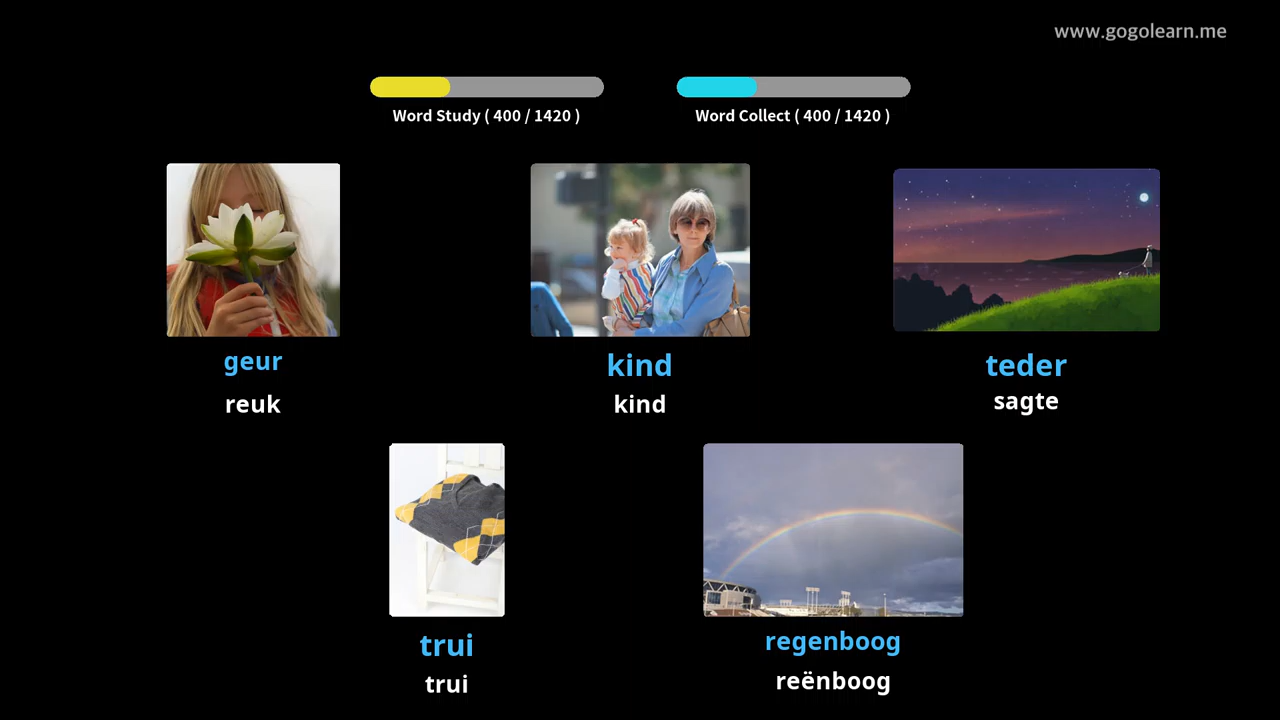 www.gogolearn.me
Word Study ( 400 / 1420 )
Word Collect ( 400 / 1420 )
geur
reuk
kind
kind
teder
sagte
trui
trui
regenboog
reënboog